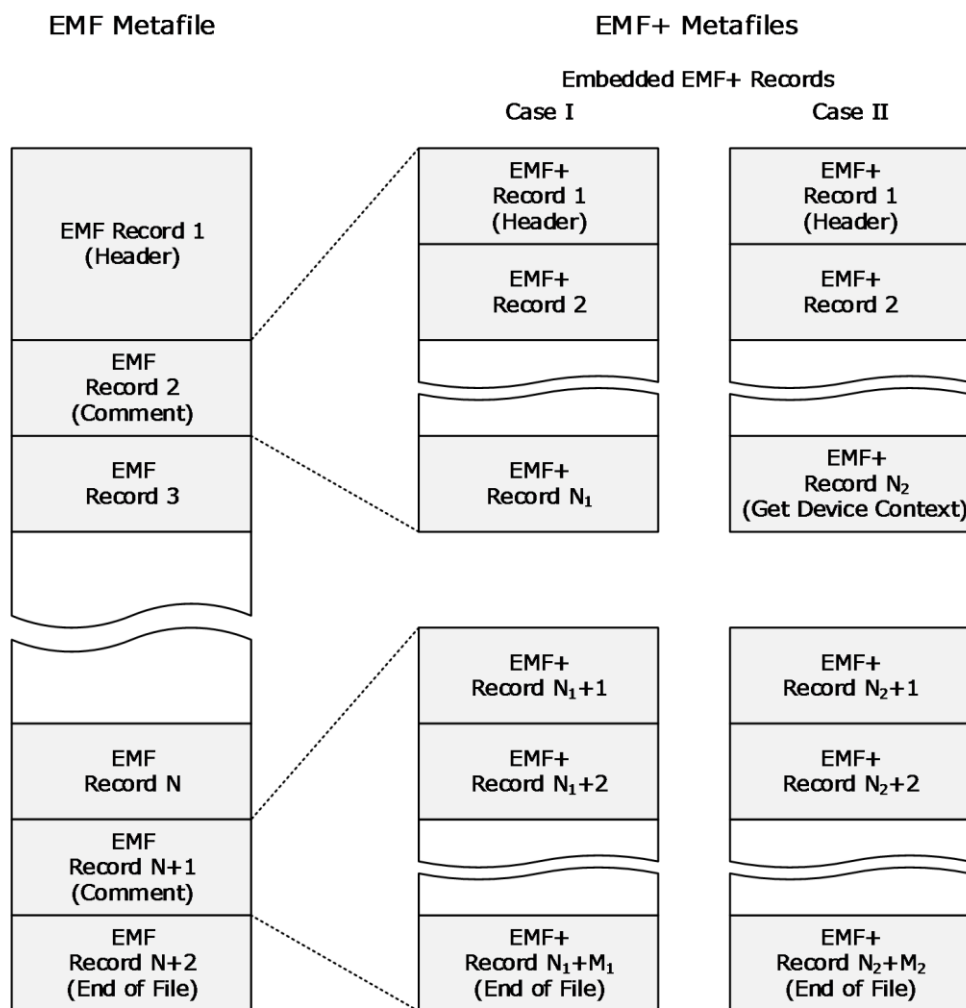 EMF Metafile
EMF+ Metafiles
Embedded EMF+ Records
Case I
Case II
EMF Record 1
(Header)
EMF
Record 2
(Comment)
EMF
Record 3
EMF
Record N
EMF
Record N+1
(Comment)
EMF
Record N+2
(End of File)
EMF+
Record 1
(Header)
EMF+
Record 2
EMF+
Record N₁
EMF+
Record N₁+1
EMF+
Record N₁+2
EMF+
Record N₁+M₁
(End of File)
EMF+
Record 1
(Header)
EMF+
Record 2
EMF+
Record N₂
(Get Device Context)
EMF+
Record N₂+1
EMF+
Record N₂+2
EMF+
Record N₂+M₂
(End of File)